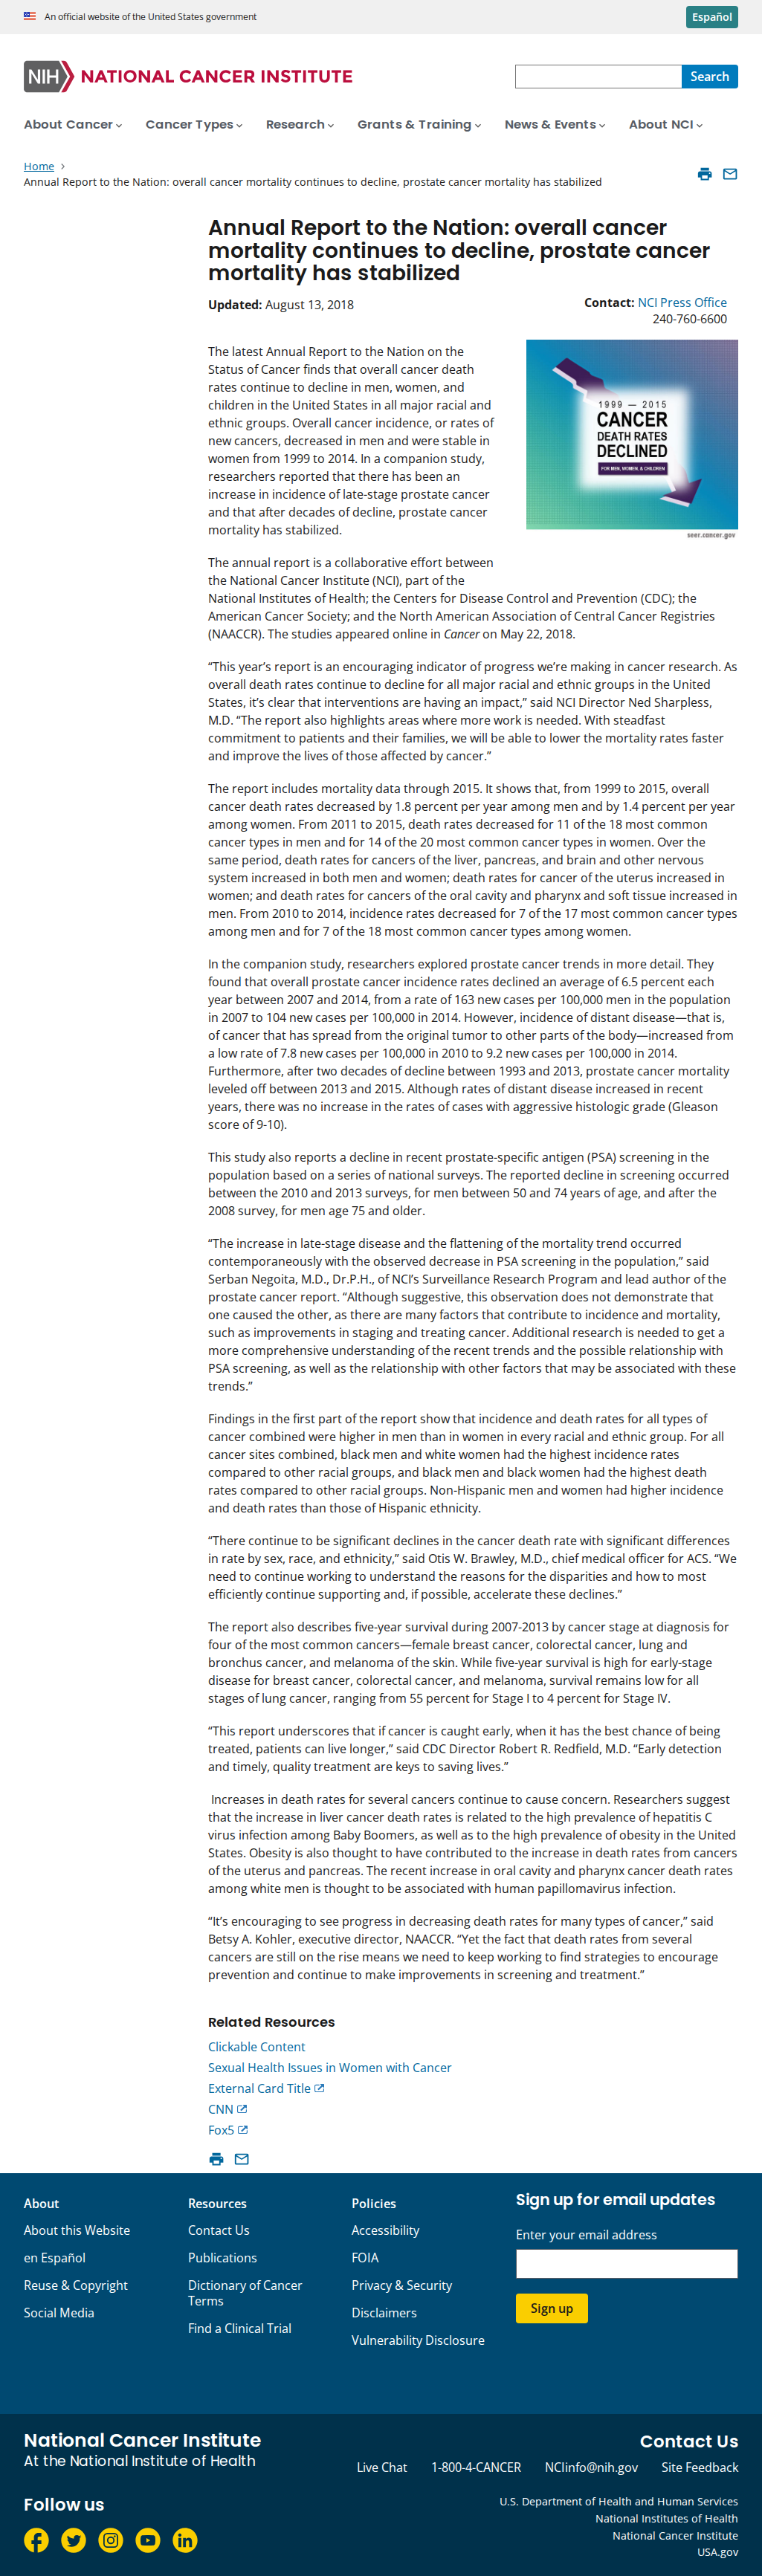 An official website of the United States government
Español
NIH NATIONAL CANCER INSTITUTE
Search
About Cancer
Cancer Types
Research
Grants & Training
News & Events
About NCI
Home
Annual Report to the Nation: overall cancer mortality continues to decline, prostate cancer mortality has stabilized
Annual Report to the Nation: overall cancer
mortality continues to decline, prostate cancer
mortality has stabilized
Updated: August 13, 2018
Contact: NCI Press Office
240-760-6600
The latest Annual Report to the Nation on the
Status of Cancer finds that overall cancer death
rates continue to decline in men, women, and
children in the United States in all major racial and
ethnic groups. Overall cancer incidence, or rates of
new cancers, decreased in men and were stable in
women from 1999 to 2014. In a companion study,
researchers reported that there has been an
increase in incidence of late-stage prostate cancer
and that after decades of decline, prostate cancer
mortality has stabilized.
1999 — 2015
CANCER
DEATH RATES
DECLINED
FOR MEN, WOMEN, & CHILDREN
seer.cancer.gov
The annual report is a collaborative effort between
the National Cancer Institute (NCI), part of the
National Institutes of Health; the Centers for Disease Control and Prevention (CDC); the
American Cancer Society; and the North American Association of Central Cancer Registries
(NAACCR). The studies appeared online in Cancer on May 22, 2018.
“This year’s report is an encouraging indicator of progress we’re making in cancer research. As
overall death rates continue to decline for all major racial and ethnic groups in the United
States, it’s clear that interventions are having an impact,” said NCI Director Ned Sharpless,
M.D. “The report also highlights areas where more work is needed. With steadfast
commitment to patients and their families, we will be able to lower the mortality rates faster
and improve the lives of those affected by cancer.”
The report includes mortality data through 2015. It shows that, from 1999 to 2015, overall
cancer death rates decreased by 1.8 percent per year among men and by 1.4 percent per year
among women. From 2011 to 2015, death rates decreased for 11 of the 18 most common
cancer types in men and for 14 of the 20 most common cancer types in women. Over the
same period, death rates for cancers of the liver, pancreas, and brain and other nervous
system increased in both men and women; death rates for cancer of the uterus increased in
women; and death rates for cancers of the oral cavity and pharynx and soft tissue increased in
men. From 2010 to 2014, incidence rates decreased for 7 of the 17 most common cancer types
among men and for 7 of the 18 most common cancer types among women.
In the companion study, researchers explored prostate cancer trends in more detail. They
found that overall prostate cancer incidence rates declined an average of 6.5 percent each
year between 2007 and 2014, from a rate of 163 new cases per 100,000 men in the population
in 2007 to 104 new cases per 100,000 in 2014. However, incidence of distant disease—that is,
of cancer that has spread from the original tumor to other parts of the body—increased from
a low rate of 7.8 new cases per 100,000 in 2010 to 9.2 new cases per 100,000 in 2014.
Furthermore, after two decades of decline between 1993 and 2013, prostate cancer mortality
leveled off between 2013 and 2015. Although rates of distant disease increased in recent
years, there was no increase in the rates of cases with aggressive histologic grade (Gleason
score of 9-10).
This study also reports a decline in recent prostate-specific antigen (PSA) screening in the
population based on a series of national surveys. The reported decline in screening occurred
between the 2010 and 2013 surveys, for men between 50 and 74 years of age, and after the
2008 survey, for men age 75 and older.
“The increase in late-stage disease and the flattening of the mortality trend occurred
contemporaneously with the observed decrease in PSA screening in the population,” said
Serban Negoita, M.D., Dr.P.H., of NCI’s Surveillance Research Program and lead author of the
prostate cancer report. “Although suggestive, this observation does not demonstrate that
one caused the other, as there are many factors that contribute to incidence and mortality,
such as improvements in staging and treating cancer. Additional research is needed to get a
more comprehensive understanding of the recent trends and the possible relationship with
PSA screening, as well as the relationship with other factors that may be associated with these
trends.”
Findings in the first part of the report show that incidence and death rates for all types of
cancer combined were higher in men than in women in every racial and ethnic group. For all
cancer sites combined, black men and white women had the highest incidence rates
compared to other racial groups, and black men and black women had the highest death
rates compared to other racial groups. Non-Hispanic men and women had higher incidence
and death rates than those of Hispanic ethnicity.
“There continue to be significant declines in the cancer death rate with significant differences
in rate by sex, race, and ethnicity,” said Otis W. Brawley, M.D., chief medical officer for ACS. “We
need to continue working to understand the reasons for the disparities and how to most
efficiently continue supporting and, if possible, accelerate these declines.”
The report also describes five-year survival during 2007-2013 by cancer stage at diagnosis for
four of the most common cancers—female breast cancer, colorectal cancer, lung and
bronchus cancer, and melanoma of the skin. While five-year survival is high for early-stage
disease for breast cancer, colorectal cancer, and melanoma, survival remains low for all
stages of lung cancer, ranging from 55 percent for Stage I to 4 percent for Stage IV.
“This report underscores that if cancer is caught early, when it has the best chance of being
treated, patients can live longer,” said CDC Director Robert R. Redfield, M.D. “Early detection
and timely, quality treatment are keys to saving lives.”
Increases in death rates for several cancers continue to cause concern. Researchers suggest
that the increase in liver cancer death rates is related to the high prevalence of hepatitis C
virus infection among Baby Boomers, as well as to the high prevalence of obesity in the United
States. Obesity is also thought to have contributed to the increase in death rates from cancers
of the uterus and pancreas. The recent increase in oral cavity and pharynx cancer death rates
among white men is thought to be associated with human papillomavirus infection.
“It’s encouraging to see progress in decreasing death rates for many types of cancer,” said
Betsy A. Kohler, executive director, NAACCR. “Yet the fact that death rates from several
cancers are still on the rise means we need to keep working to find strategies to encourage
prevention and continue to make improvements in screening and treatment.”
Related Resources
Clickable Content
Sexual Health Issues in Women with Cancer
External Card Title
CNN
Fox5
About
About this Website
en Español
Reuse & Copyright
Social Media
Resources
Contact Us
Publications
Dictionary of Cancer
Terms
Find a Clinical Trial
Policies
Accessibility
FOIA
Privacy & Security
Disclaimers
Vulnerability Disclosure
Sign up for email updates
Enter your email address
Sign up
National Cancer Institute
At the National Institute of Health
Contact Us
Live Chat
1-800-4-CANCER
NCIinfo@nih.gov
Site Feedback
Follow us
U.S. Department of Health and Human Services
National Institutes of Health
National Cancer Institute
USA.gov